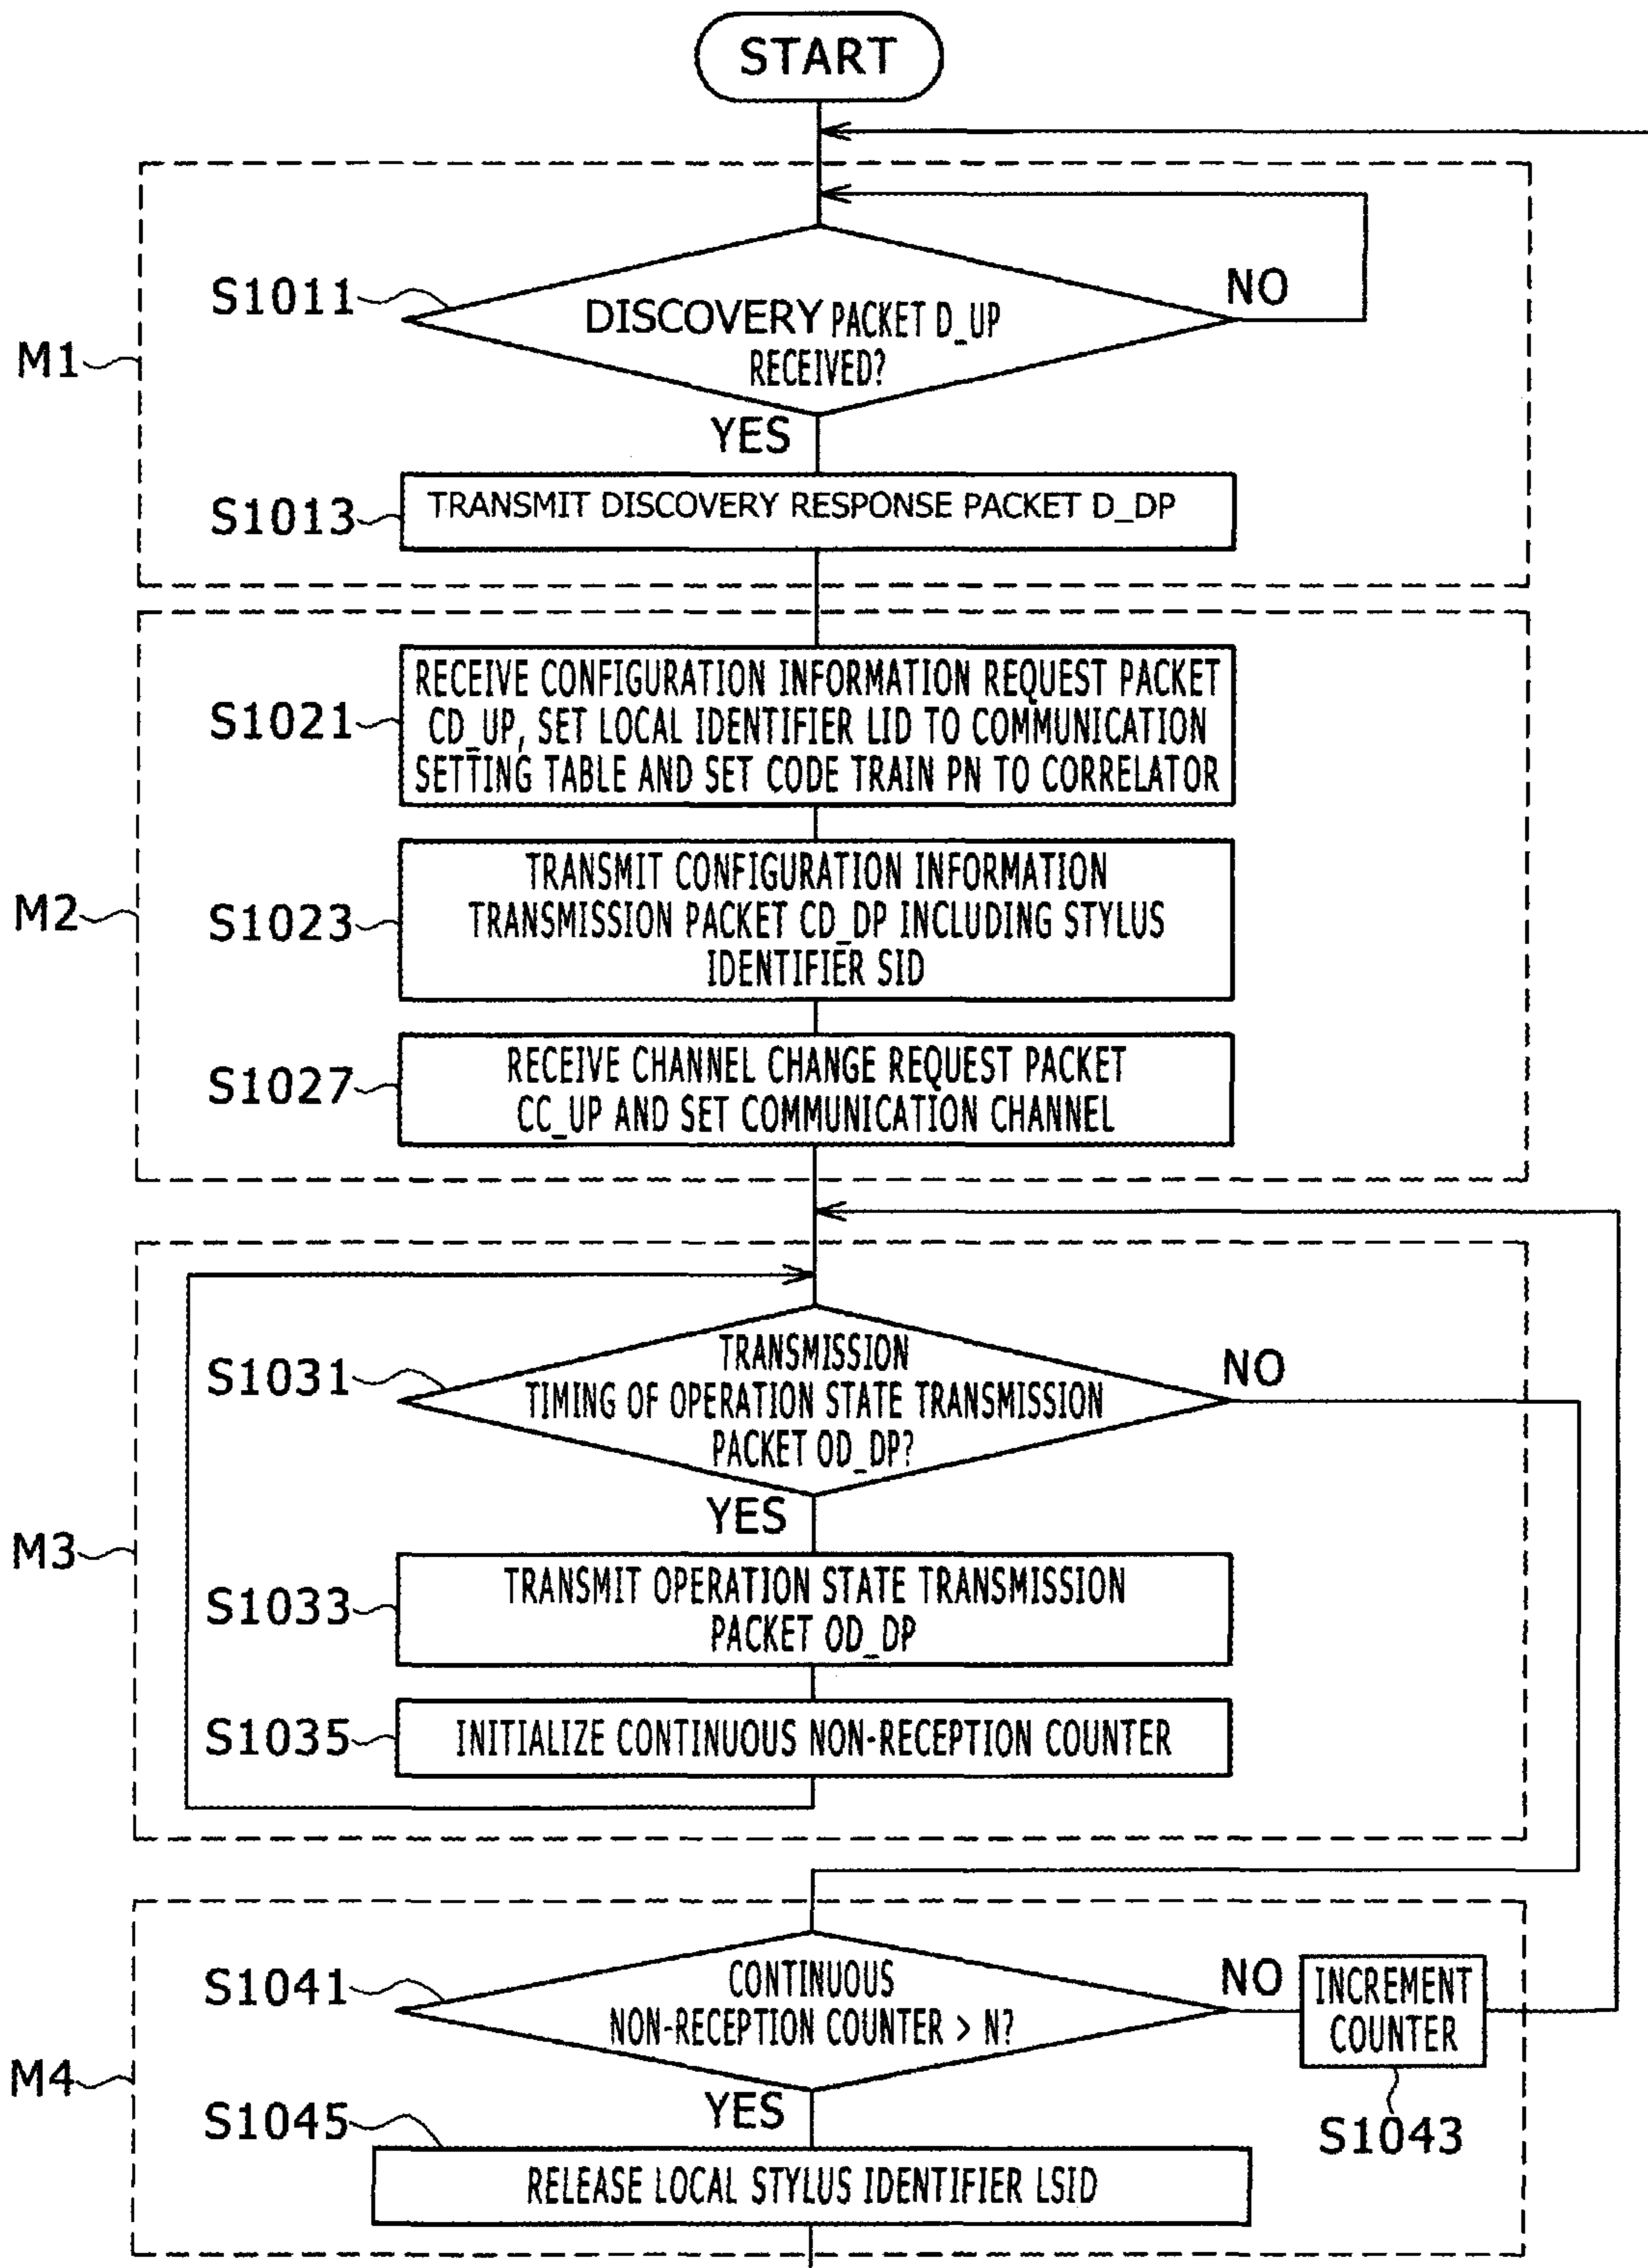 START
S1011
DISCOVERY PACKET D_UP
RECEIVED?
NO
M1
YES
S1013
TRANSMIT DISCOVERY RESPONSE PACKET D_DP
S1021
RECEIVE CONFIGURATION INFORMATION REQUEST PACKET
CD_UP, SET LOCAL IDENTIFIER LID TO COMMUNICATION
SETTING TABLE AND SET CODE TRAIN PN TO CORRELATOR
M2
S1023
TRANSMIT CONFIGURATION INFORMATION
TRANSMISSION PACKET CD_DP INCLUDING STYLUS
IDENTIFIER SID
S1027
RECEIVE CHANNEL CHANGE REQUEST PACKET
CC_UP AND SET COMMUNICATION CHANNEL
S1031
TRANSMISSION
TIMING OF OPERATION STATE TRANSMISSION
PACKET OD_DP?
NO
YES
M3
S1033
TRANSMIT OPERATION STATE TRANSMISSION
PACKET OD_DP
S1035
INITIALIZE CONTINUOUS NON-RECEPTION COUNTER
S1041
CONTINUOUS
NON-RECEPTION COUNTER > N?
NO
INCREMENT
COUNTER
S1043
M4
YES
S1045
RELEASE LOCAL STYLUS IDENTIFIER LSID